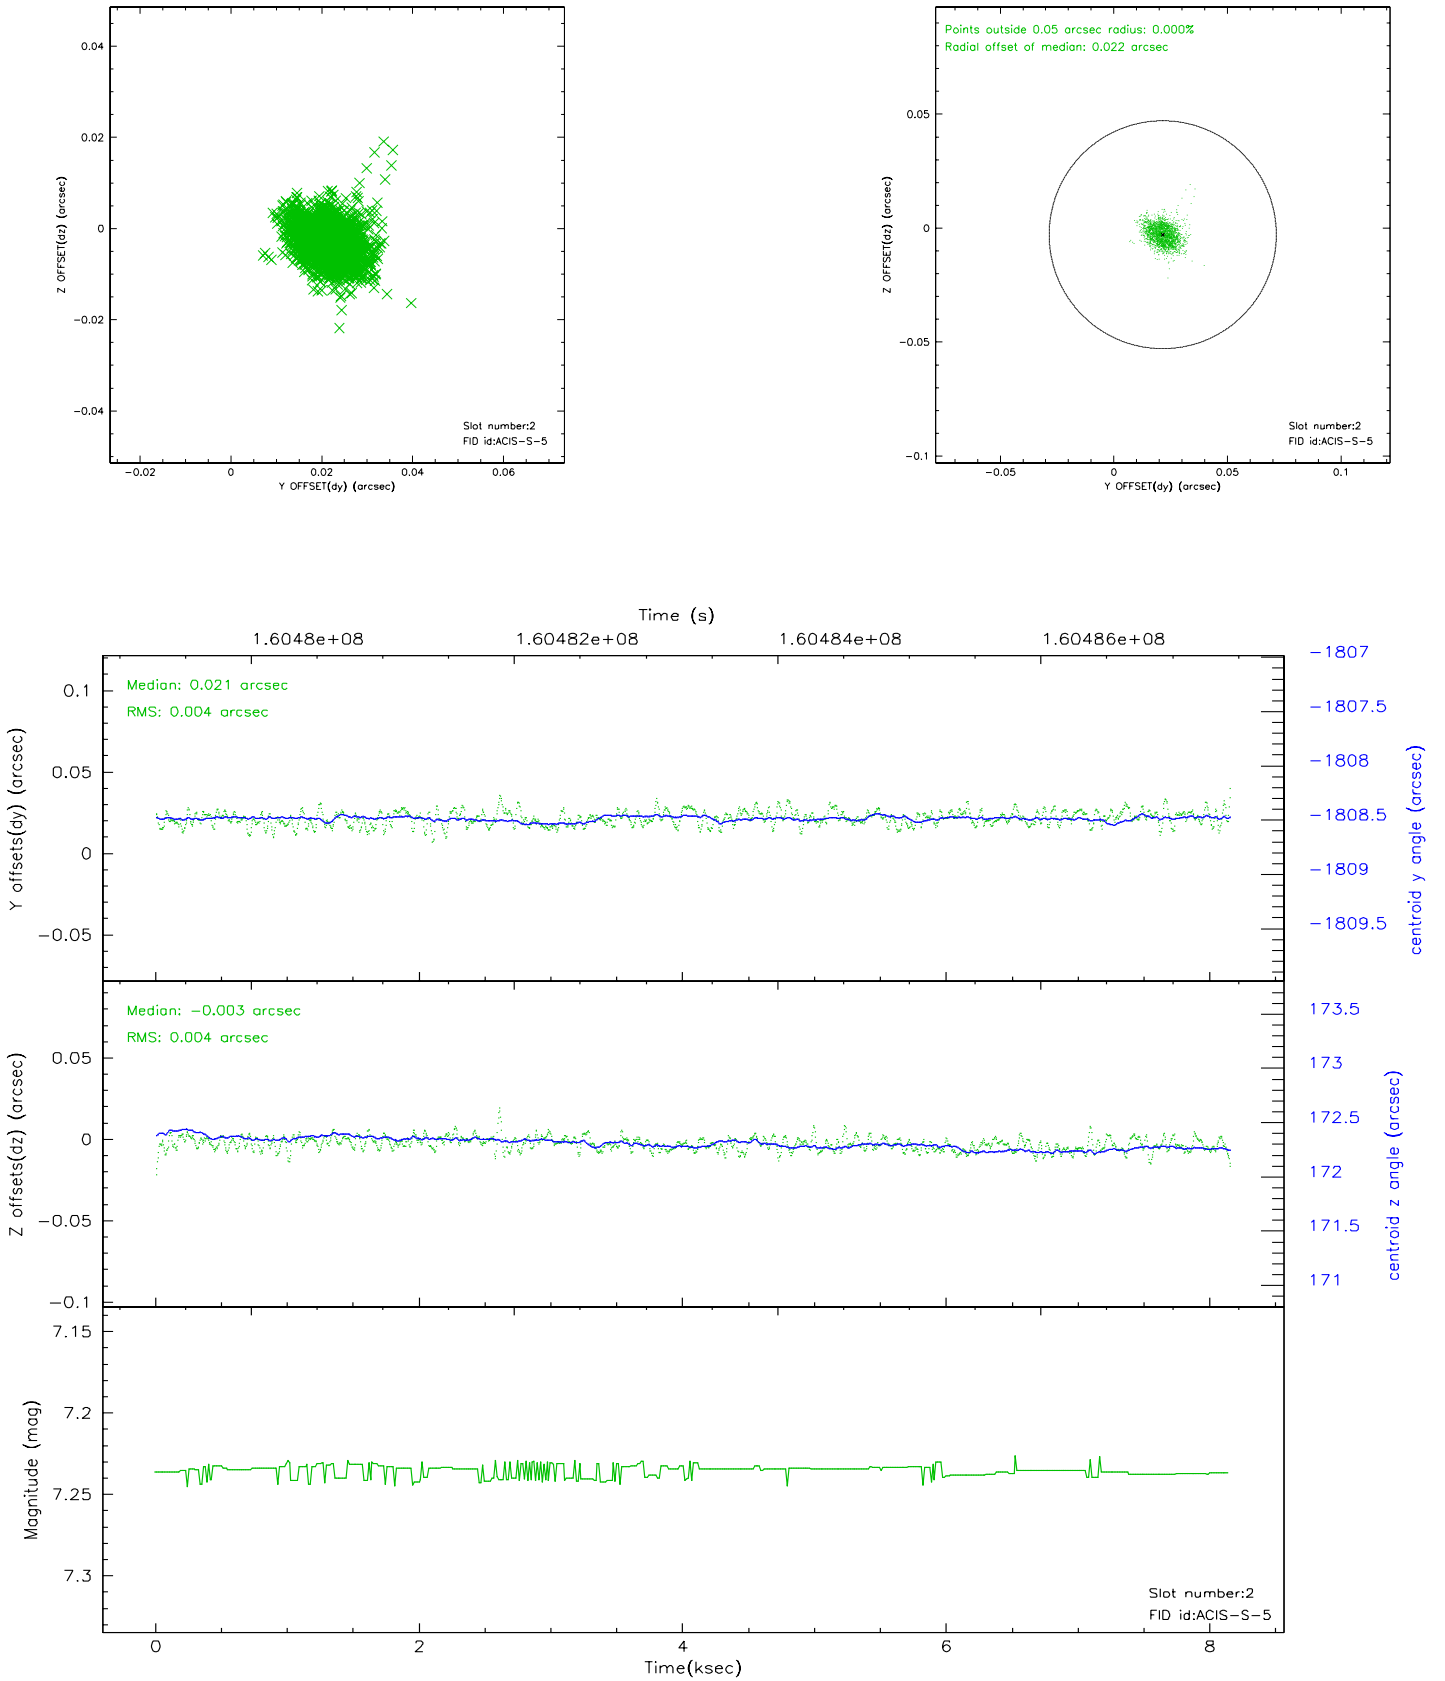 0.04
0.02
0
−0.02
−0.04
Z OFFSET(dz) (arcsec)
Slot number:2
FID id:ACIS−S−5
−0.02 0 0.02 0.04 0.06
Y OFFSET(dy) (arcsec)
Points outside 0.05 arcsec radius: 0.000%
Radial offset of median: 0.022 arcsec
0.05
0
−0.05
−0.1
Z OFFSET(dz) (arcsec)
Slot number:2
FID id:ACIS−S−5
−0.05 0 0.05 0.1
Y OFFSET(dy) (arcsec)
Time (s)
1.6048e+08 1.60482e+08 1.60484e+08 1.60486e+08
Median: 0.021 arcsec
RMS: 0.004 arcsec
0.1
0.05
0
−0.05
Y offsets(dy) (arcsec)
−1807
−1807.5
−1808
−1808.5
−1809
−1809.5
centroid y angle (arcsec)
Median: −0.003 arcsec
RMS: 0.004 arcsec
0.05
0
−0.05
−0.1
Z offsets(dz) (arcsec)
173.5
173
172.5
172
171.5
171
centroid z angle (arcsec)
7.15
7.2
7.25
7.3
Magnitude (mag)
Slot number:2
FID id:ACIS−S−5
0 2 4 6 8
Time(ksec)